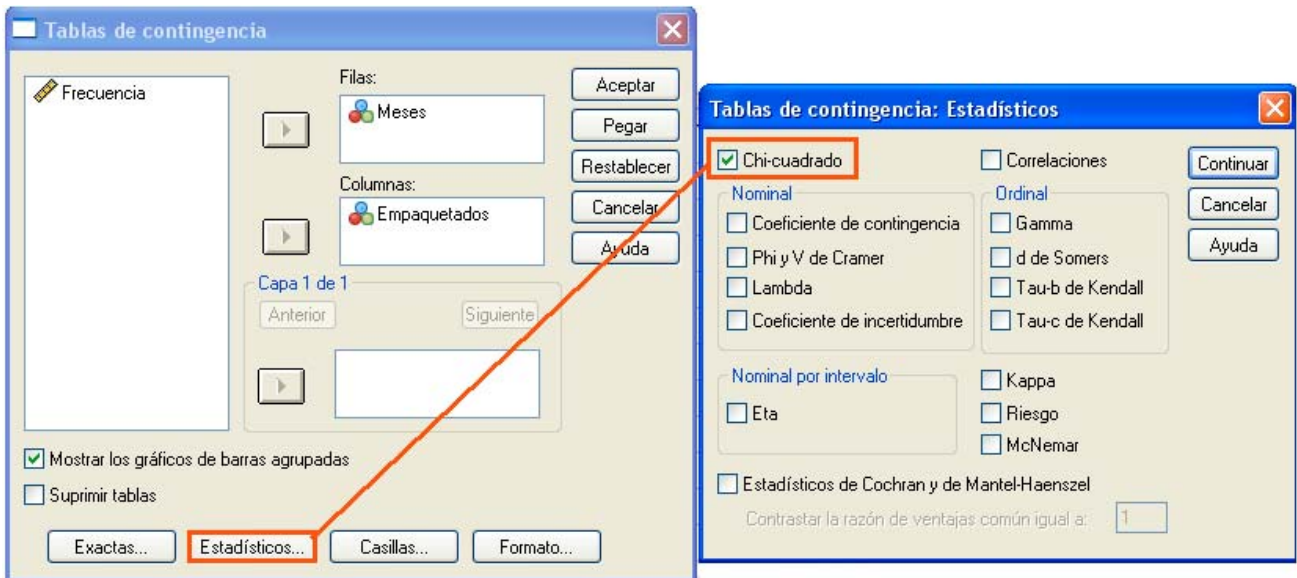 Tablas de contingencia
Frecuencia
Filas:
Meses
Columnas:
Empaquetados
Capa 1 de 1
Anterior
Siguiente
Aceptar
Pegar
Restablecer
Cancelar
Ayuda
Mostrar los gráficos de barras agrupadas
Suprimir tablas
Exactas...
Estadísticos...
Casillas...
Formato...
Tablas de contingencia: Estadísticos
Chi-cuadrado
Correlaciones
Continuar
Cancelar
Ayuda
Nominal
Coeficiente de contingencia
Phi y V de Cramer
Lambda
Coeficiente de incertidumbre
Ordinal
Gamma
d de Somers
Tau-b de Kendall
Tau-c de Kendall
Nominal por intervalo
Eta
Kappa
Riesgo
McNemar
Estadísticos de Cochran y de Mantel-Haenszel
Contrastar la razón de ventajas común igual a: 1